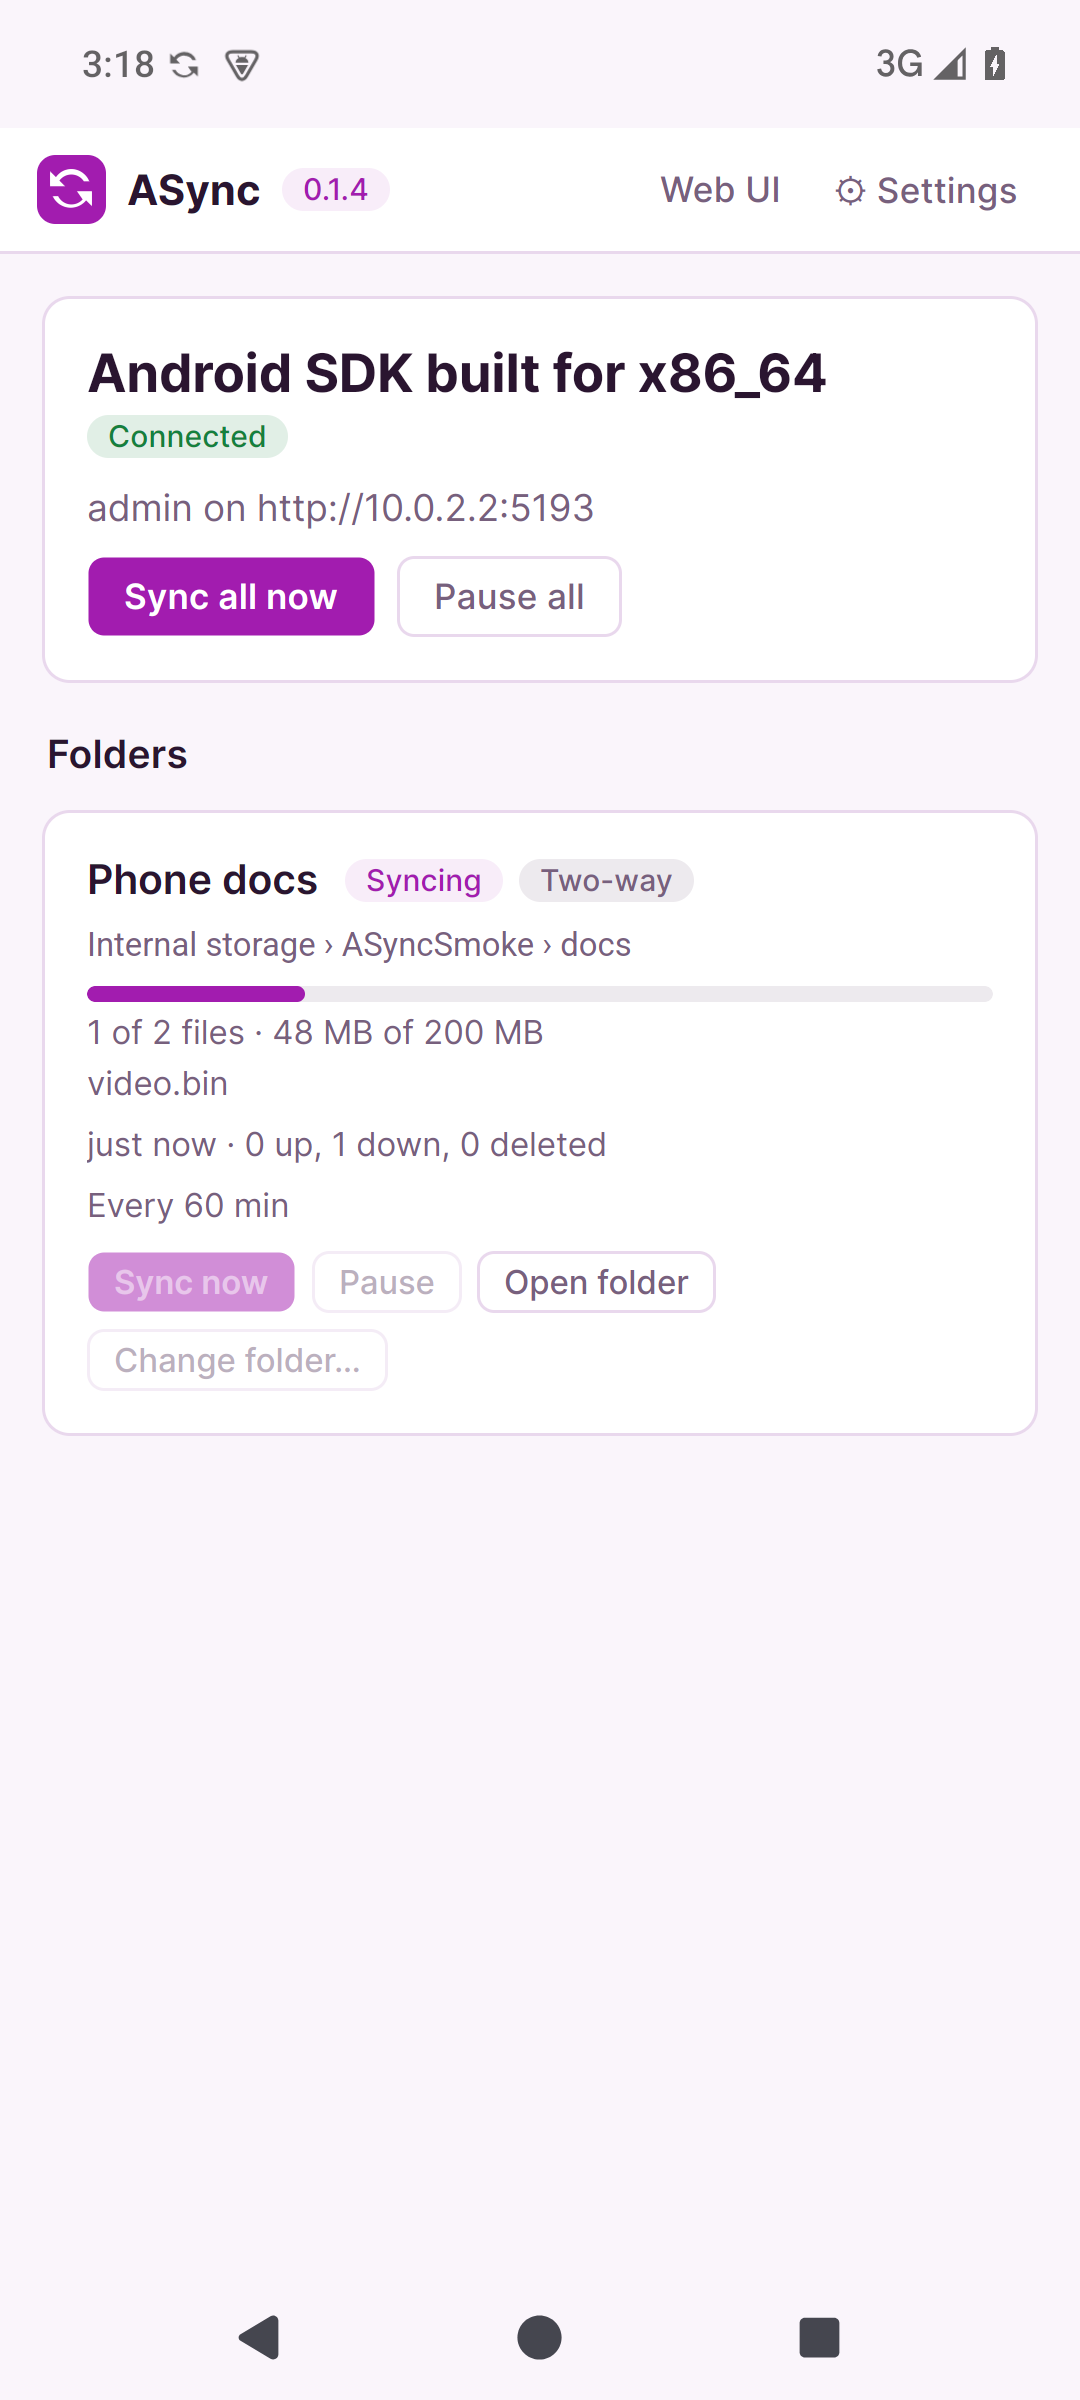 3:18 3G
ASync 0.1.4 Web UI Settings
Android SDK built for x86_64
Connected
admin on http://10.0.2.2:5193
Sync all now Pause all
Folders
Phone docs Syncing Two-way
Internal storage › ASyncSmoke › docs
1 of 2 files · 48 MB of 200 MB
video.bin
just now · 0 up, 1 down, 0 deleted
Every 60 min
Sync now Pause Open folder
Change folder...